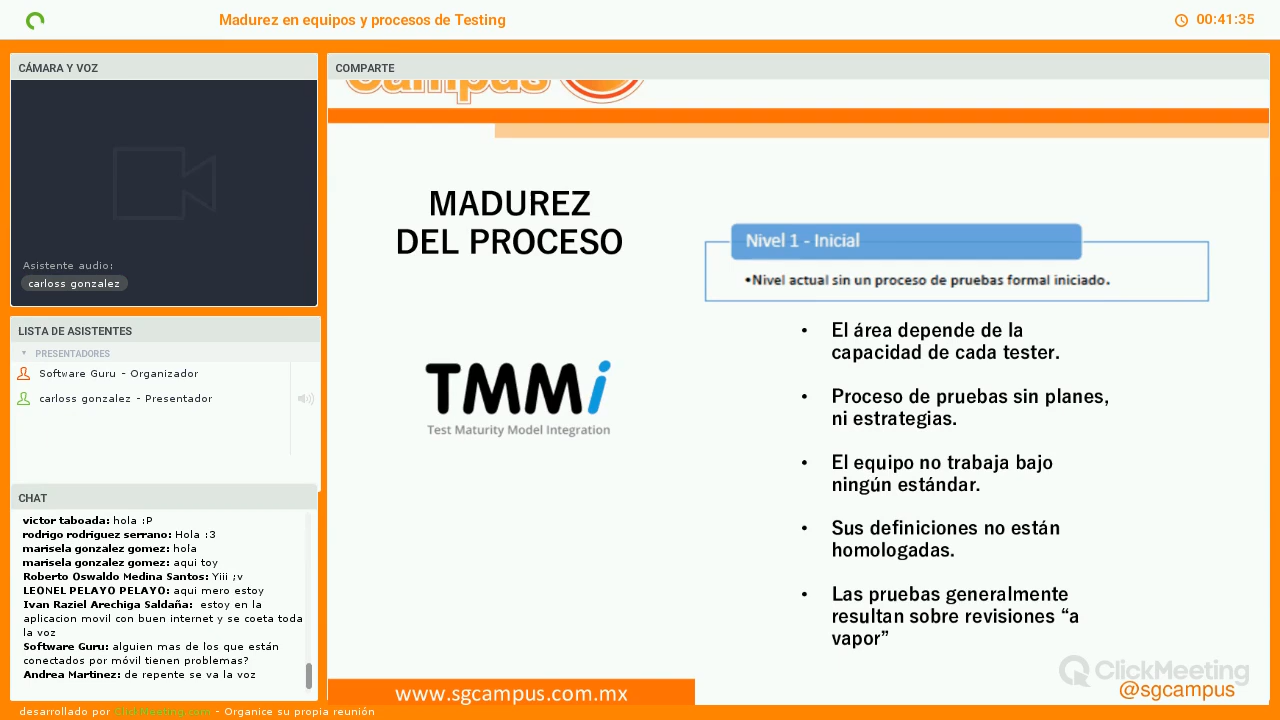 Madurez en equipos y procesos de Testing
00:41:35
CÁMARA Y VOZ
Asistente audio:
carloss gonzalez
LISTA DE ASISTENTES
PRESENTADORES
Software Guru - Organizador
carloss gonzalez - Presentador
CHAT
victor taboada: hola :P
rodrigo rodriguez serrano: Hola :3
marisela gonzalez gomez: hola
marisela gonzalez gomez: aqui toy
Roberto Oswaldo Medina Santos: Yiii ;v
LEONEL PELAYO PELAYO: aqui mero estoy
Ivan Raziel Arechiga Saldaña: estoy en la
aplicacion movil con buen internet y se coeta toda
la voz
Software Guru: alguien mas de los que están
conectados por móvil tienen problemas?
Andrea Martinez: de repente se va la voz
desarrollado por ClickMeeting.com - Organice su propia reunión
COMPARTE
Campus
MADUREZ
DEL PROCESO
TMMi
Test Maturity Model Integration
Nivel 1 - Inicial
•Nivel actual sin un proceso de pruebas formal iniciado.
• El área depende de la
capacidad de cada tester.
• Proceso de pruebas sin planes,
ni estrategias.
• El equipo no trabaja bajo
ningún estándar.
• Sus definiciones no están
homologadas.
• Las pruebas generalmente
resultan sobre revisiones “a
vapor”
www.sgcampus.com.mx
ClickMeeting
@sgcampus